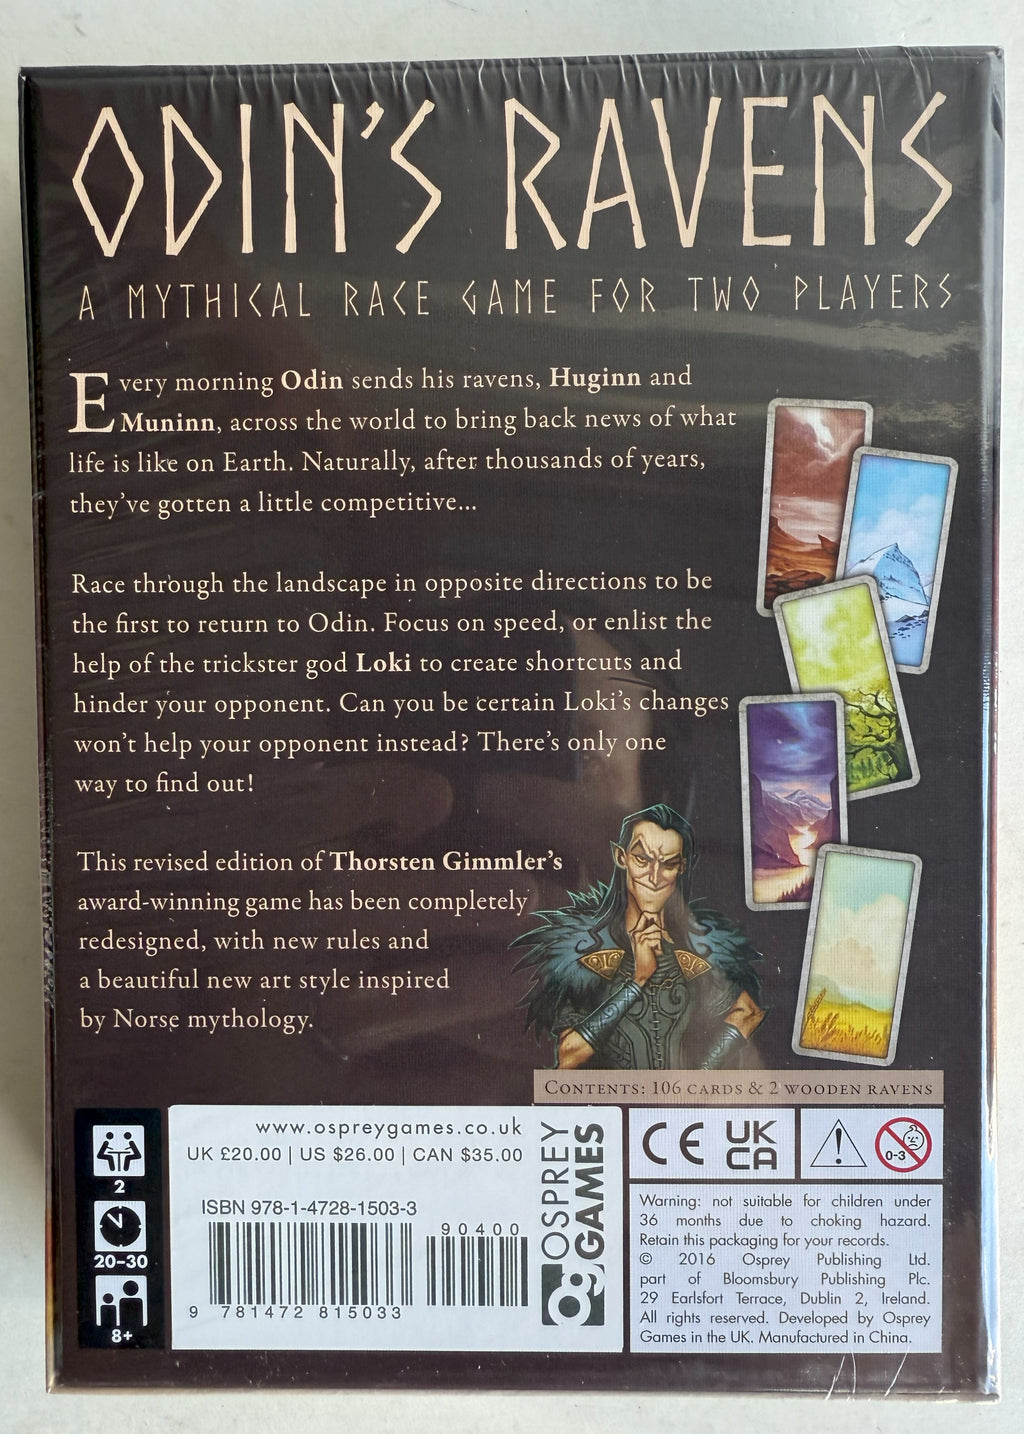 ODIN'S RAVENS
A MYTHICAL RACE GAME FOR TWO PLAYERS
Every morning Odin sends his ravens, Huginn and
Muninn, across the world to bring back news of what
life is like on Earth. Naturally, after thousands of years,
they've gotten a little competitive...
Race through the landscape in opposite directions to be
the first to return to Odin. Focus on speed, or enlist the
help of the trickster god Loki to create shortcuts and
hinder your opponent. Can you be certain Loki's changes
won't help your opponent instead? There's only one
way to find out!
This revised edition of Thorsten Gimmler's
award-winning game has been completely
redesigned, with new rules and
a beautiful new art style inspired
by Norse mythology.
CONTENTS: 106 CARDS & 2 WOODEN RAVENS
2
20-30
8+
www.ospreygames.co.uk
UK £20.00 | US $26.00 | CAN $35.00
ISBN 978-1-4728-1503-3
90400
9 781472 815033
OSPREY
GAMES
og
CE
UK
CA
0-3
Warning: not suitable for children under
36 months due to choking hazard.
Retain this packaging for your records.
© 2016 Osprey Publishing Ltd.
part of Bloomsbury Publishing Plc.
29 Earlsfort Terrace, Dublin 2, Ireland.
All rights reserved. Developed by Osprey
Games in the UK. Manufactured in China.